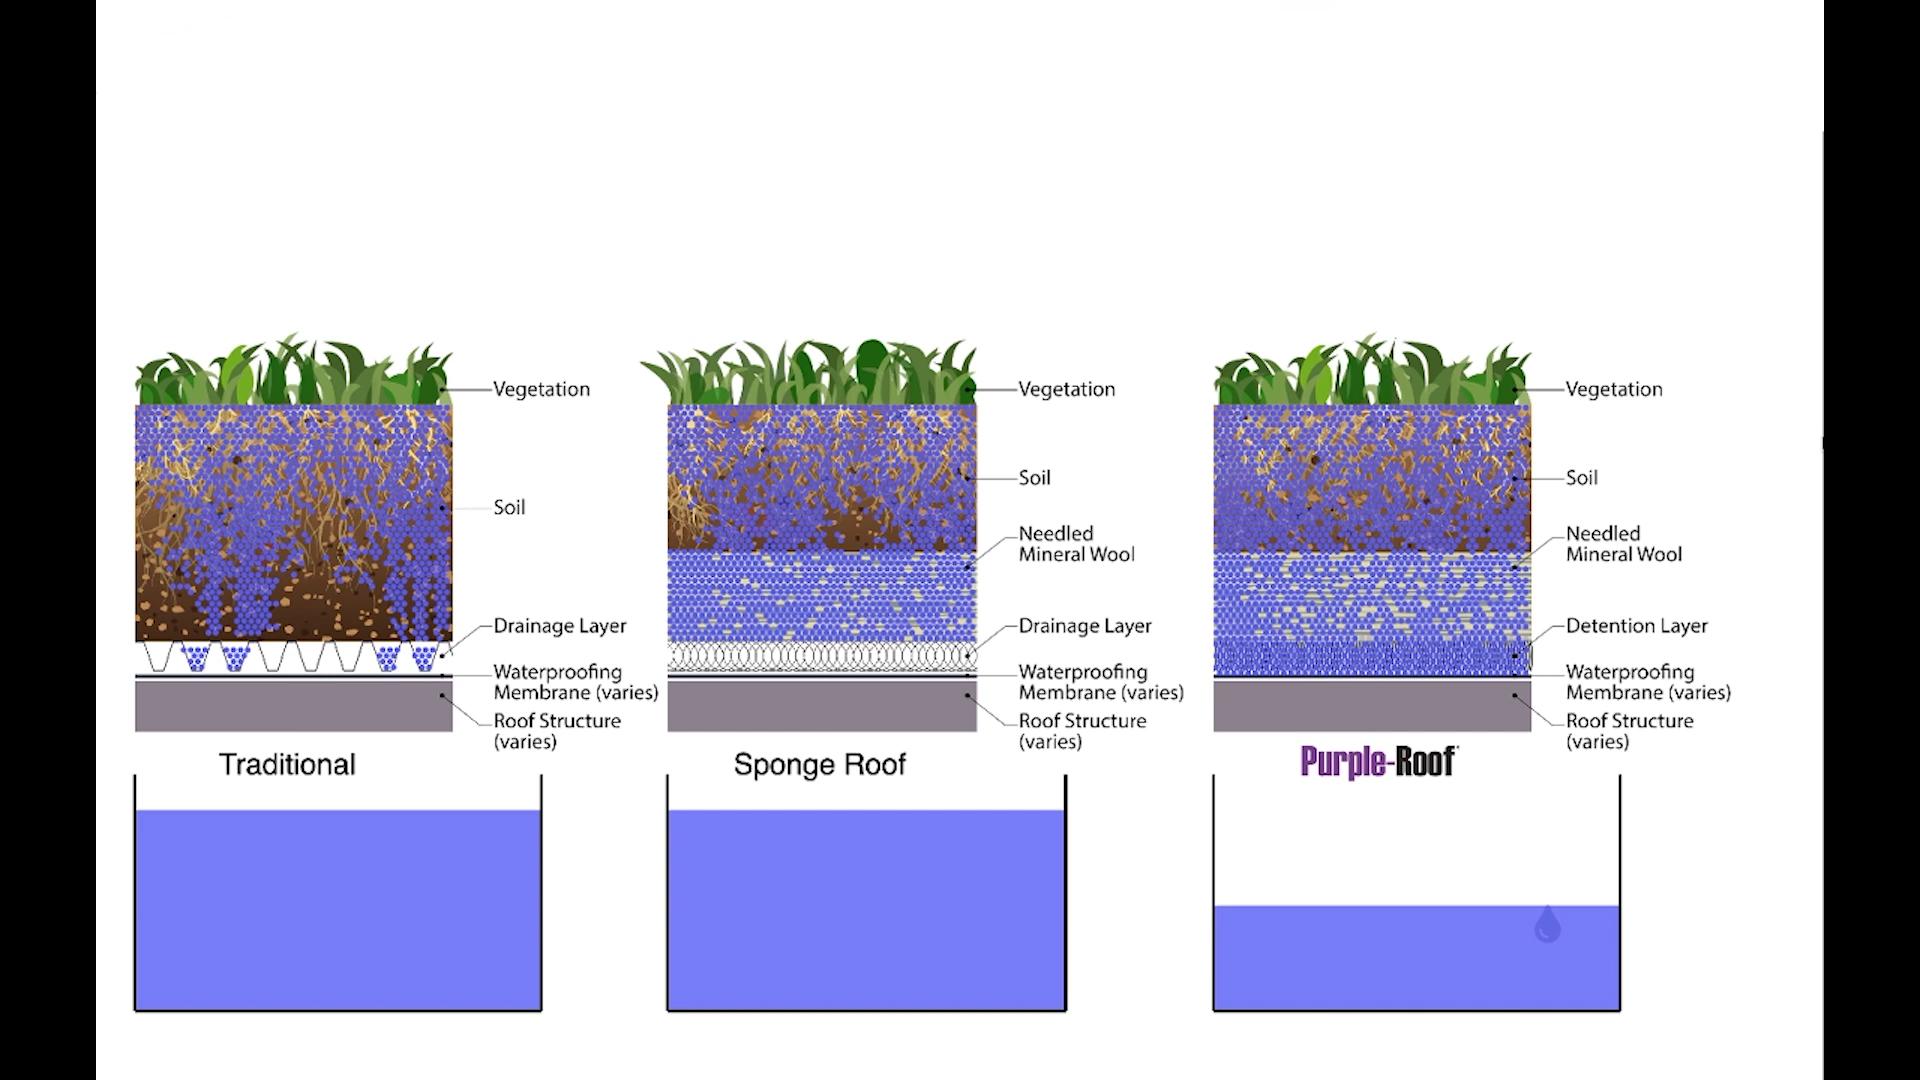 Vegetation
Soil
Drainage Layer
Waterproofing
Membrane (varies)
Roof Structure
(varies)
Traditional
Vegetation
Soil
Needled
Mineral Wool
Drainage Layer
Waterproofing
Membrane (varies)
Roof Structure
(varies)
Sponge Roof
Vegetation
Soil
Needled
Mineral Wool
Detention Layer
Waterproofing
Membrane (varies)
Roof Structure
(varies)
Purple-Roof